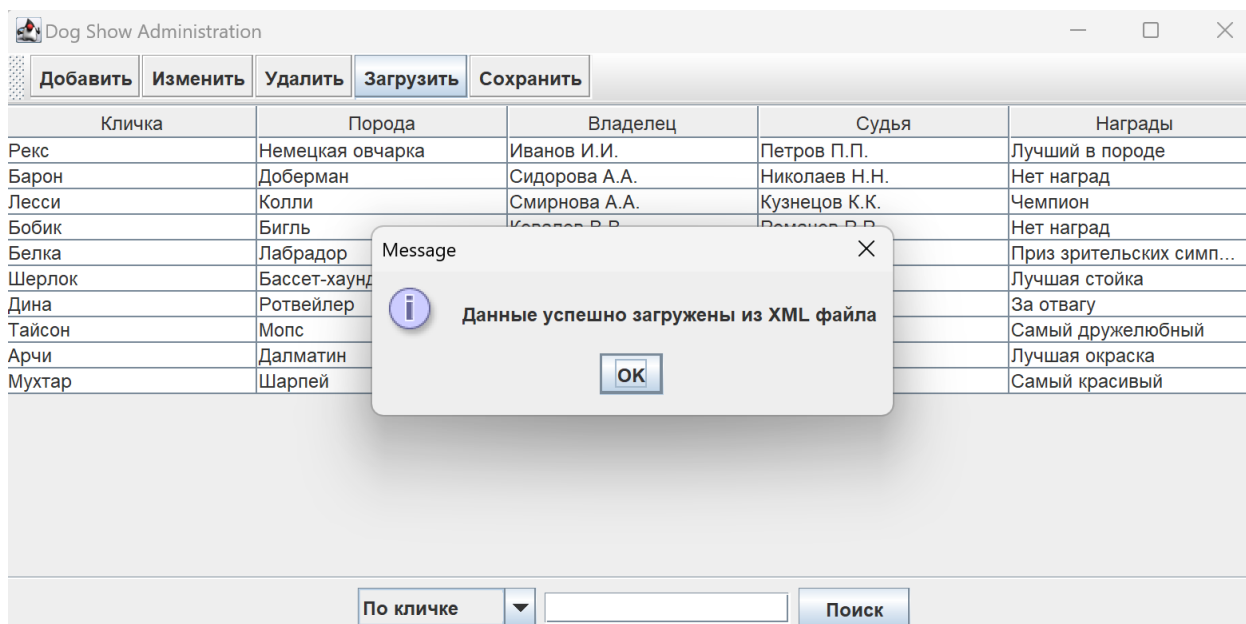 Dog Show Administration
Добавить Изменить Удалить Загрузить Сохранить
Кличка Порода Владелец Судья Награды
Рекс Немецкая овчарка Иванов И.И. Петров П.П. Лучший в породе
Барон Доберман Сидорова А.А. Николаев Н.Н. Нет наград
Лесси Колли Смирнова А.А. Кузнецов К.К. Чемпион
Бобик Бигль Нет наград
Белка Лабрадор Приз зрительских симп...
Шерлок Бассет-хаунд Лучшая стойка
Дина Ротвейлер За отвагу
Тайсон Мопс Самый дружелюбный
Арчи Далматин Лучшая окраска
Мухтар Шарпей Самый красивый
Message
Данные успешно загружены из XML файла
OK
По кличке Поиск